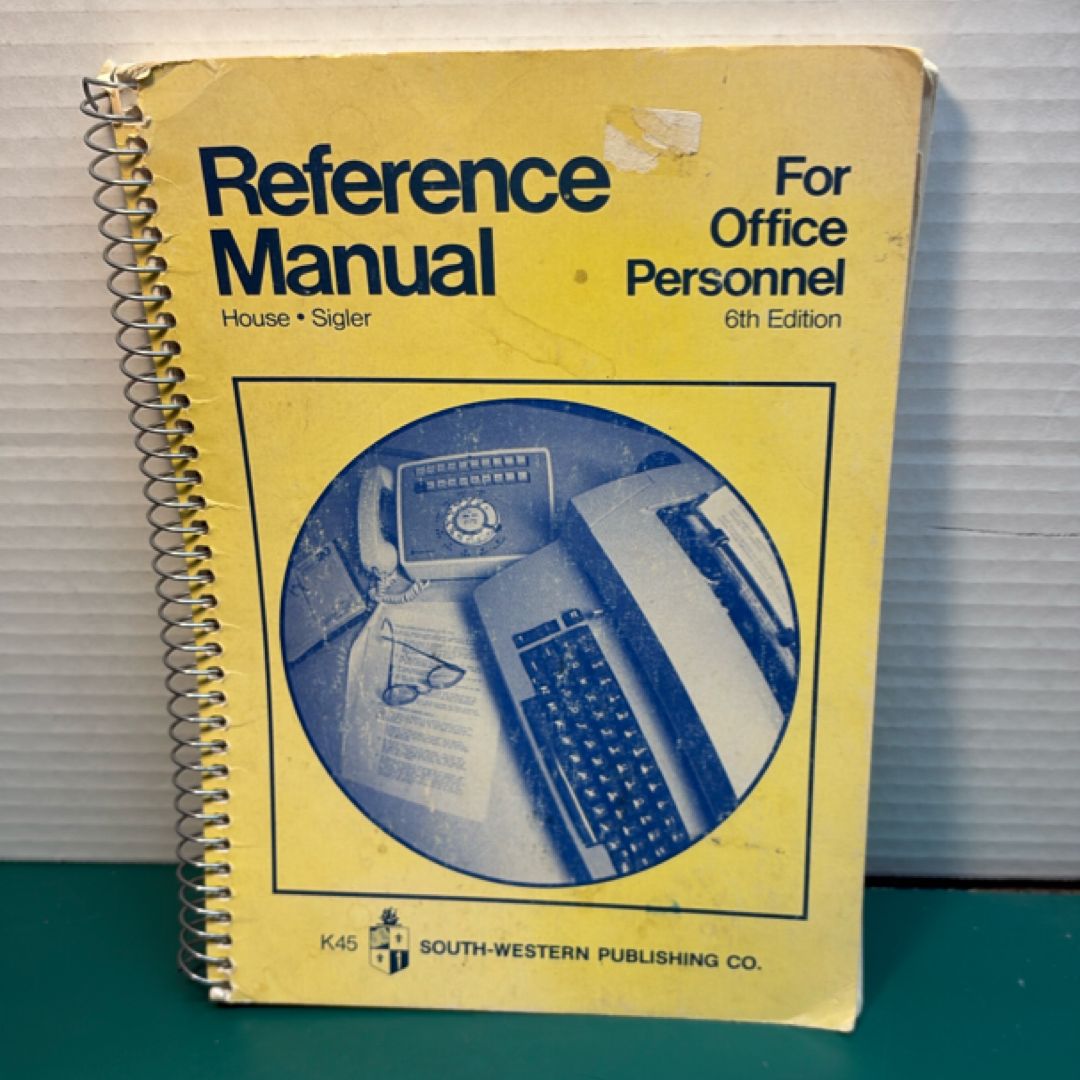 Reference
Manual
House • Sigler
For
Office
Personnel
6th Edition
K45
SOUTH-WESTERN PUBLISHING CO.